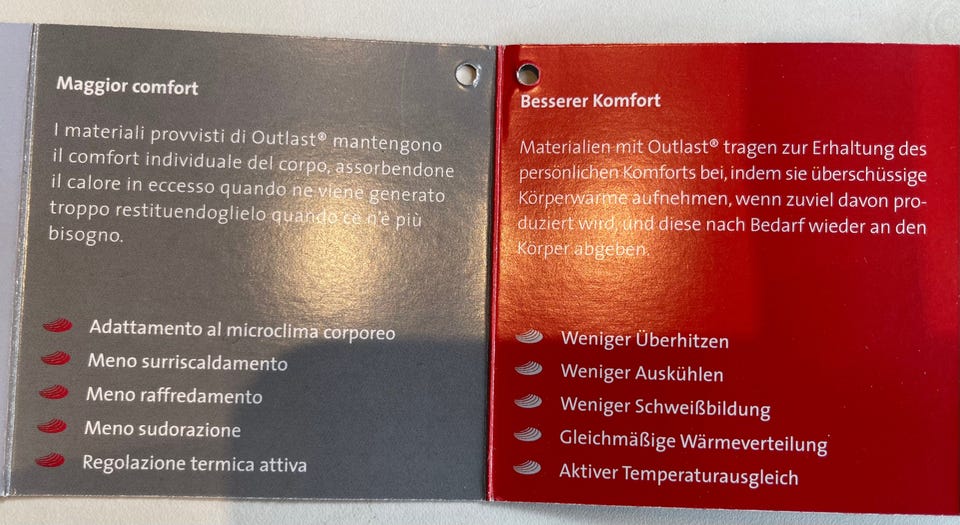 Maggior comfort
I materiali provvisti di Outlast® mantengono
il comfort individuale del corpo, assorbendone
il calore in eccesso quando ne viene generato
troppo restituendoglielo quando ce n'è più
bisogno.
Adattamento al microclima corporeo
Meno surriscaldamento
Meno raffredamento
Meno sudorazione
Regolazione termica attiva
Besserer Komfort
Materialien mit Outlast® tragen zur Erhaltung des
persönlichen Komforts bei, indem sie überschüssige
Körperwärme aufnehmen, wenn zuviel davon pro-
duziert wird, und diese nach Bedarf wieder an den
Körper abgeben.
Weniger Überhitzen
Weniger Auskühlen
Weniger Schweißbildung
Gleichmäßige Wärmeverteilung
Aktiver Temperaturausgleich